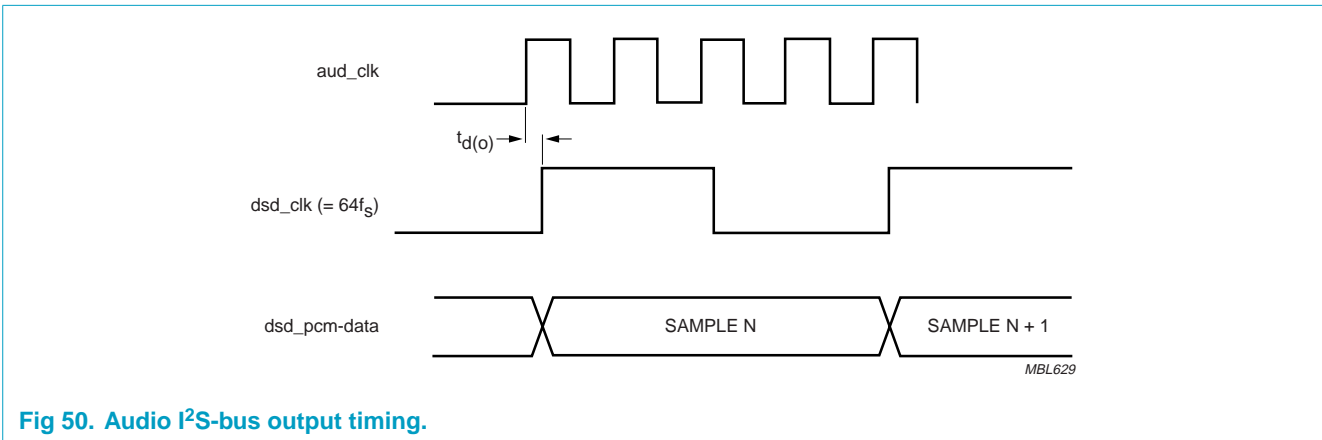 aud_clk
td(o)
dsd_clk (= 64fS)
dsd_pcm-data
SAMPLE N
SAMPLE N + 1
MBL629
Fig 50. Audio I2S-bus output timing.